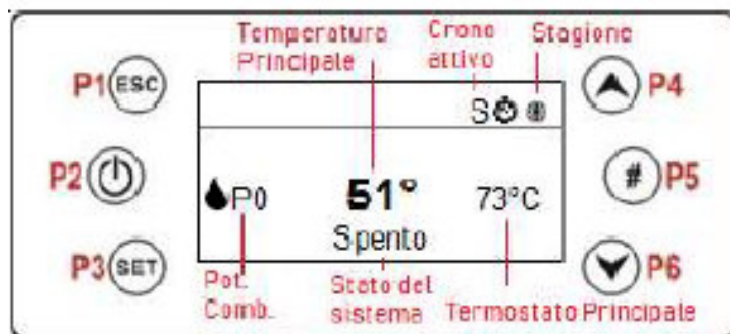 Temperatura Principale
Crono attivo
Stagione
P1 ESC
P4
S
P2
P0
51°
73°C
# P5
Spento
P3 SET
P6
Pot. Comb.
Stato del sistema
Termostato Principale